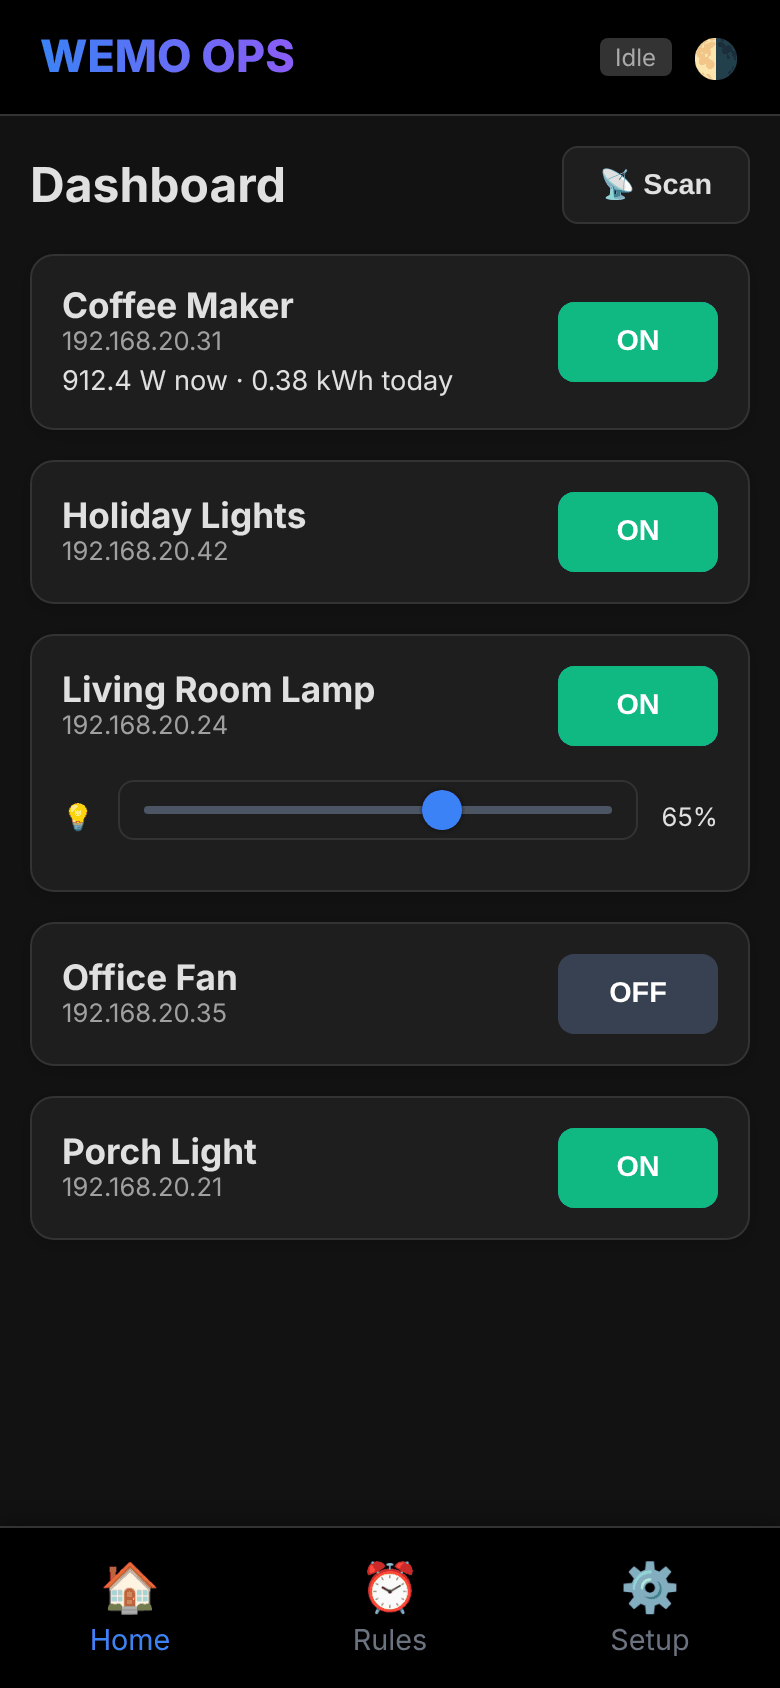 WEMO OPS
Idle
Dashboard
Scan
Coffee Maker
192.168.20.31
912.4 W now · 0.38 kWh today
ON
Holiday Lights
192.168.20.42
ON
Living Room Lamp
192.168.20.24
ON
65%
Office Fan
192.168.20.35
OFF
Porch Light
192.168.20.21
ON
Home
Rules
Setup